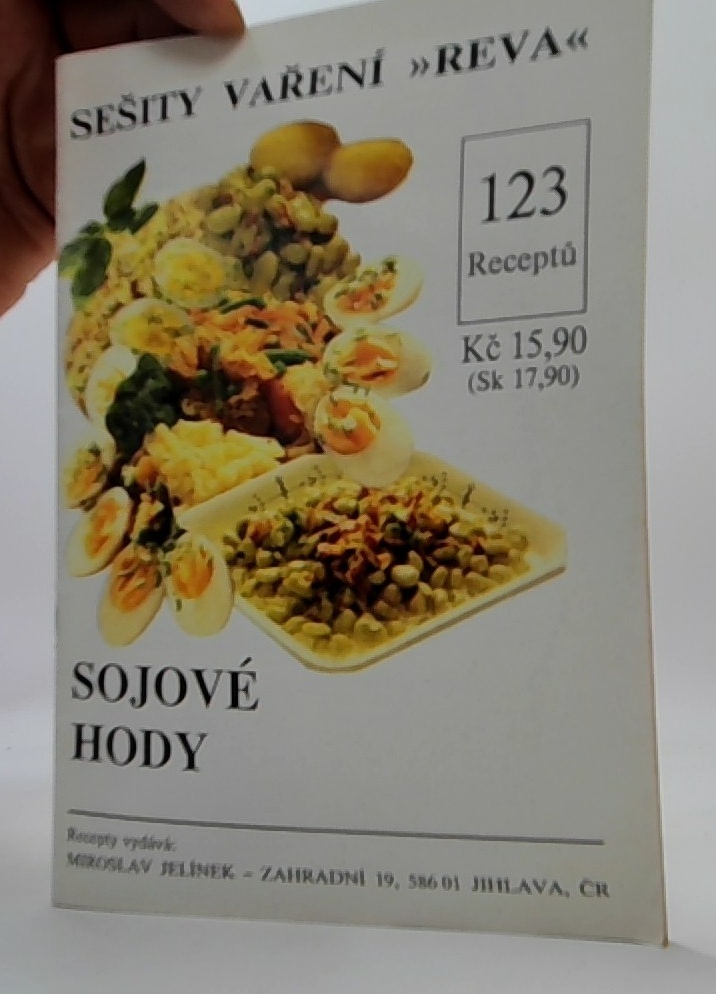 SEŠITY VAŘENÍ »REVA«
123
Receptů
Kč 15,90
(Sk 17,90)
SOJOVÉ
HODY
Recepty vydává:
MIROSLAV JELÍNEK – ZAHRADNÍ 19, 586 01 JIHLAVA, ČR